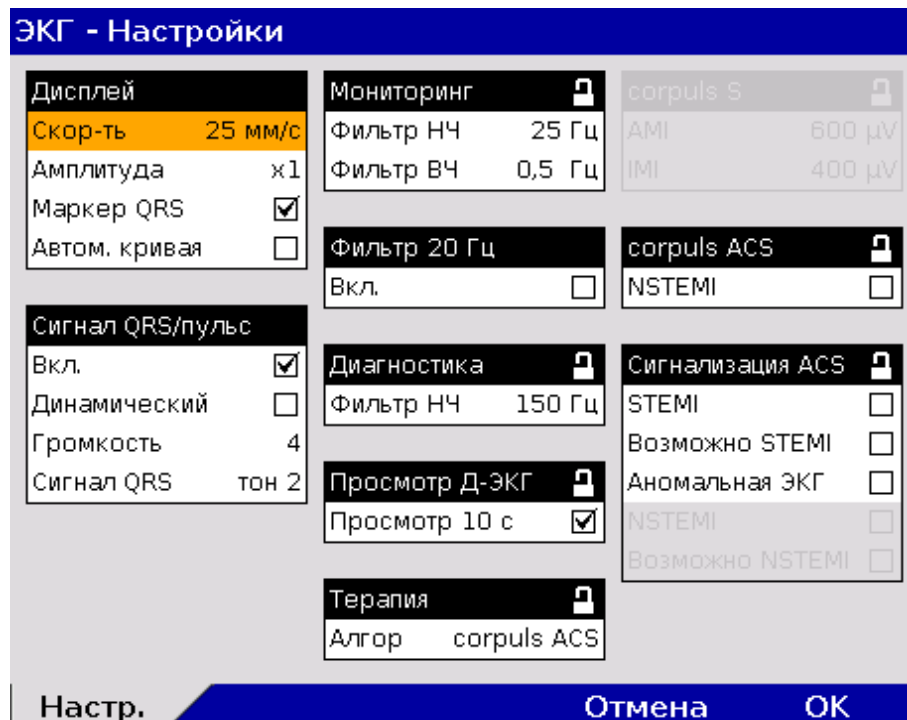 ЭКГ - Настройки
Дисплей
Скор-ть 25 мм/с
Амплитуда x1
Маркер QRS
Автом. кривая
Сигнал QRS/пульс
Вкл.
Динамический
Громкость 4
Сигнал QRS тон 2
Мониторинг
Фильтр НЧ 25 Гц
Фильтр ВЧ 0,5 Гц
Фильтр 20 Гц
Вкл.
Диагностика
Фильтр НЧ 150 Гц
Просмотр Д-ЭКГ
Просмотр 10 с
Терапия
Алгор corpuls ACS
corpuls S
AMI 600 µV
IMI 400 µV
corpuls ACS
NSTEMI
Сигнализация ACS
STEMI
Возможно STEMI
Аномальная ЭКГ
NSTEMI
Возможно NSTEMI
Настр. Отмена OK